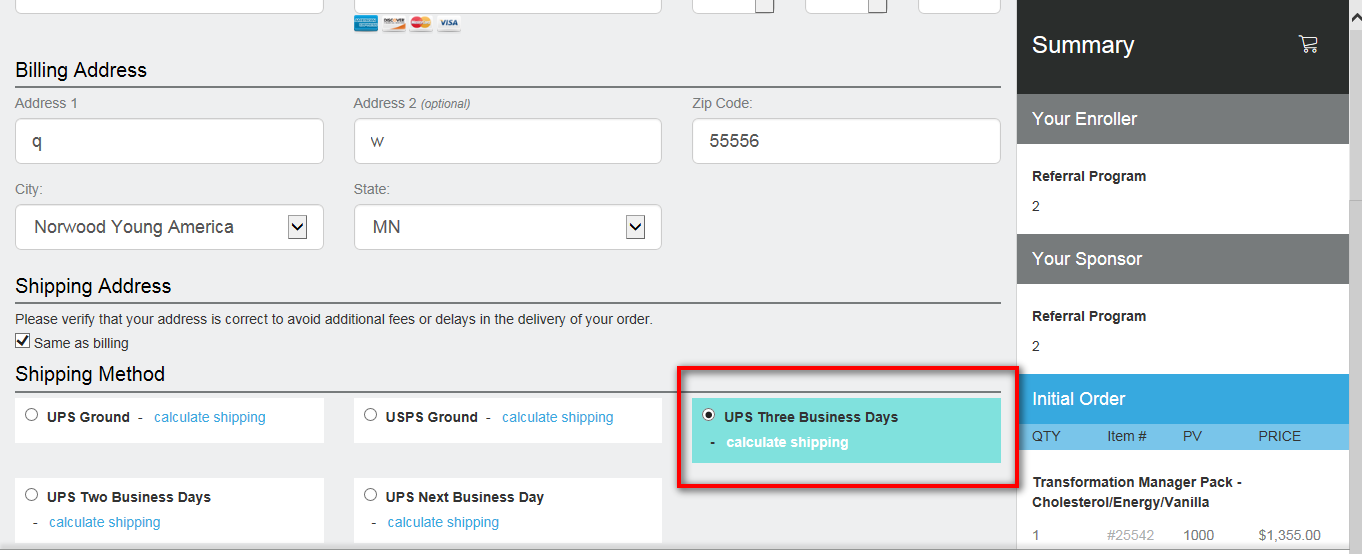 DISCOVER
VISA
Billing Address
Address 1
Address 2 (optional)
Zip Code:
q
w
55556
City:
State:
Norwood Young America
MN
Shipping Address
Please verify that your address is correct to avoid additional fees or delays in the delivery of your order.
Same as billing
Shipping Method
UPS Ground - calculate shipping
USPS Ground - calculate shipping
UPS Three Business Days
- calculate shipping
UPS Two Business Days
- calculate shipping
UPS Next Business Day
- calculate shipping
Summary
Your Enroller
Referral Program
2
Your Sponsor
Referral Program
2
Initial Order
QTY Item # PV PRICE
Transformation Manager Pack -
Cholesterol/Energy/Vanilla
1 #25542 1000 $1,355.00